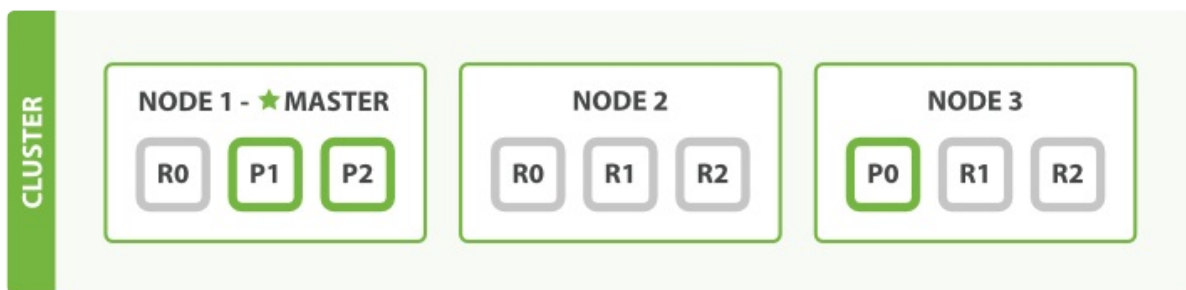 CLUSTER
NODE 1 - ★ MASTER
R0 P1 P2
NODE 2
R0 R1 R2
NODE 3
P0 R1 R2